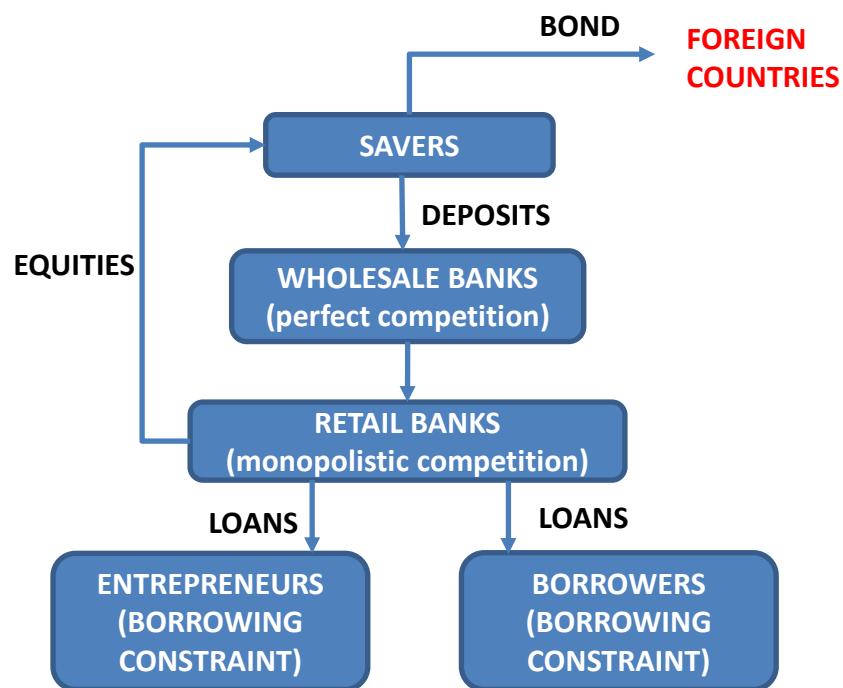 BOND
FOREIGN
COUNTRIES
SAVERS
DEPOSITS
EQUITIES
WHOLESALE BANKS
(perfect competition)
RETAIL BANKS
(monopolistic competition)
LOANS
LOANS
ENTREPRENEURS
(BORROWING
CONSTRAINT)
BORROWERS
(BORROWING
CONSTRAINT)